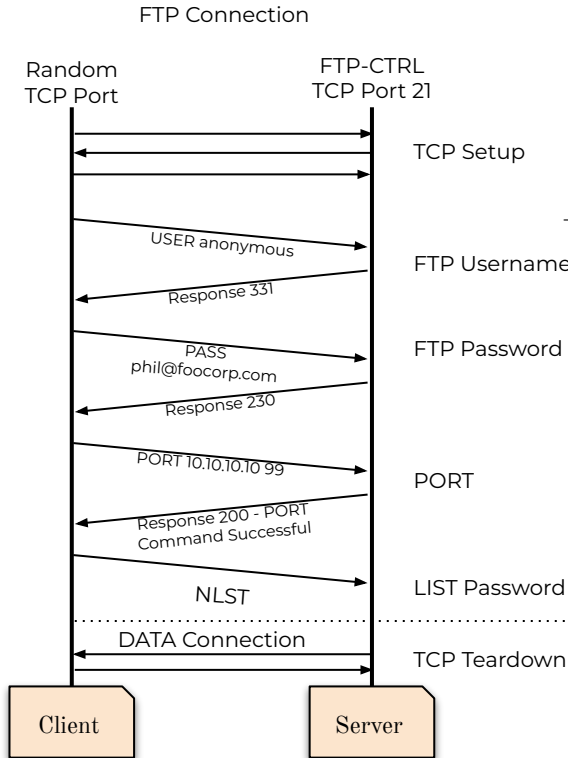 FTP Connection
Random
TCP Port
FTP-CTRL
TCP Port 21
TCP Setup
USER anonymous
FTP Username
Response 331
PASS
phil@foocorp.com
FTP Password
Response 230
PORT 10.10.10.10 99
PORT
Response 200 - PORT
Command Successful
NLST
LIST Password
DATA Connection
TCP Teardown
Client
Server